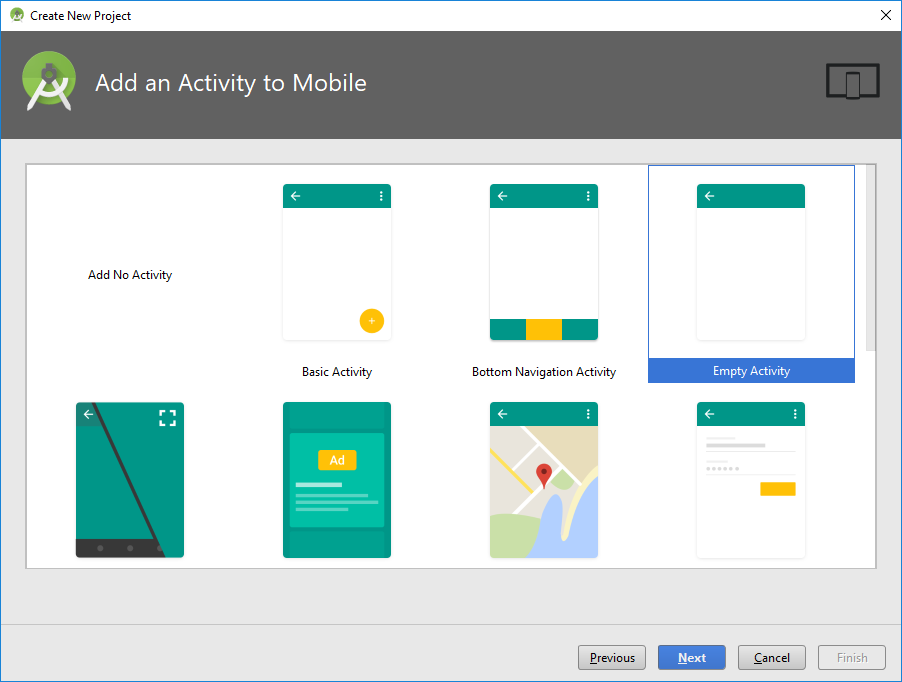 Create New Project
Add an Activity to Mobile
Add No Activity
Basic Activity
Bottom Navigation Activity
Empty Activity
Ad
Previous
Next
Cancel
Finish